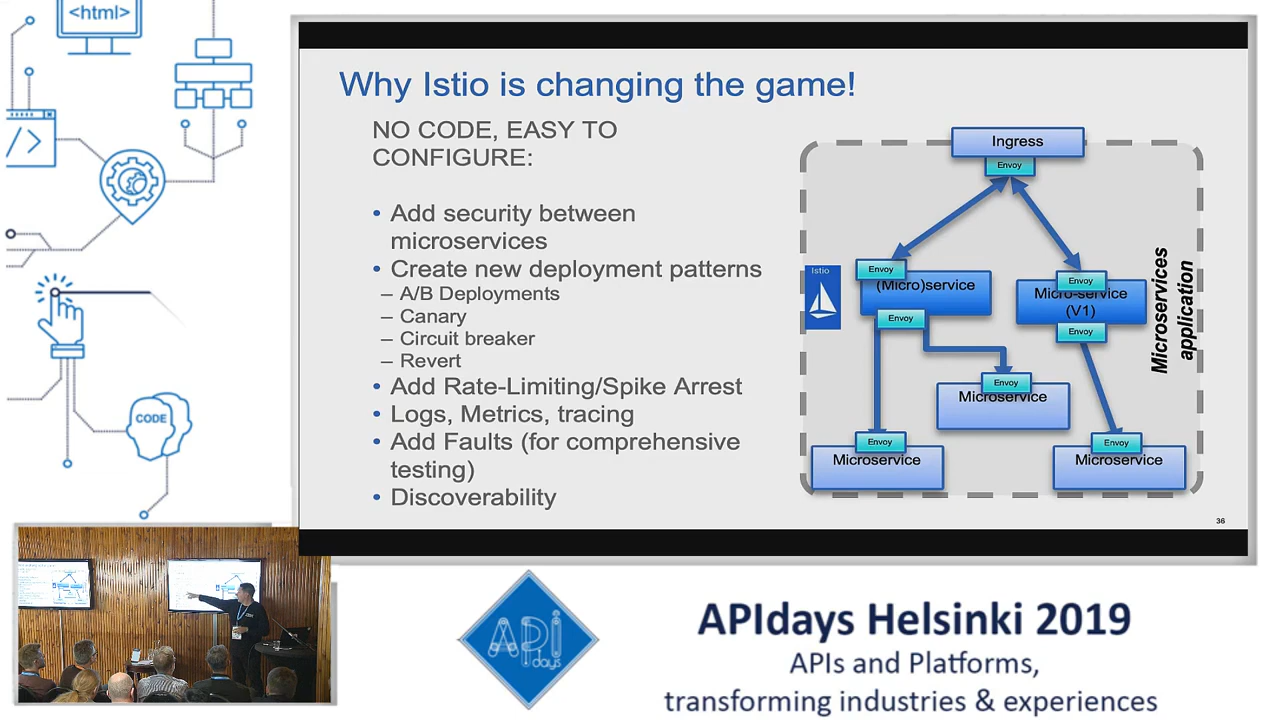 <html>
</>
CODE
Why Istio is changing the game!
NO CODE, EASY TO
CONFIGURE:
• Add security between
microservices
• Create new deployment patterns
– A/B Deployments
– Canary
– Circuit breaker
– Revert
• Add Rate-Limiting/Spike Arrest
• Logs, Metrics, tracing
• Add Faults (for comprehensive
testing)
• Discoverability
Ingress
Envoy
Istio
Envoy
(Micro)service
Envoy
Envoy
Micro-service
(V1)
Envoy
Envoy
Microservice
Envoy
Microservice
Envoy
Microservice
Microservices
application
36
API
days
APIdays Helsinki 2019
APIs and Platforms,
transforming industries & experiences